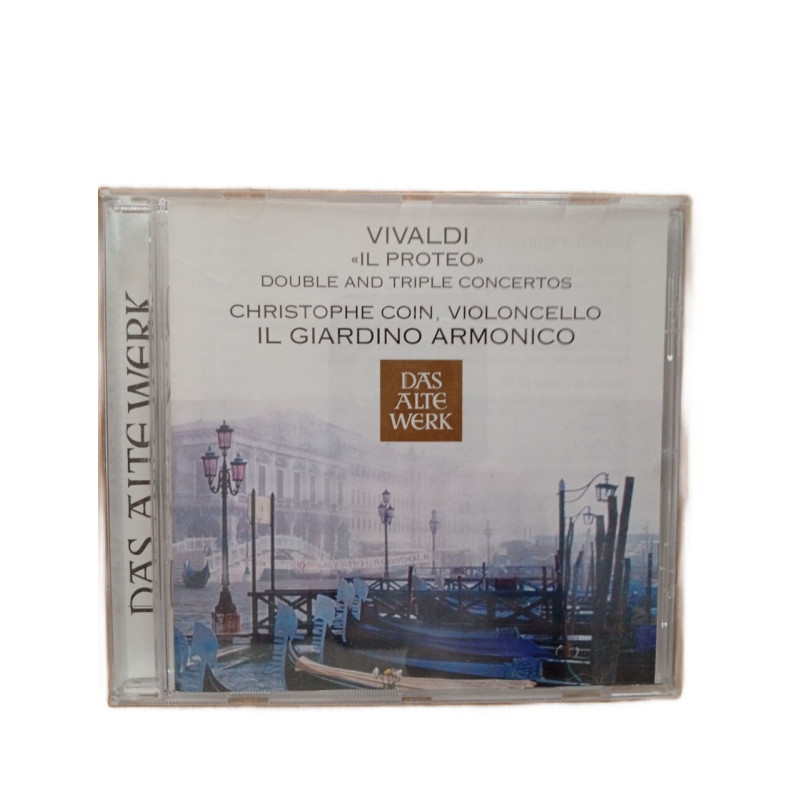 VIVALDI
«IL PROTEO»
DOUBLE AND TRIPLE CONCERTOS
CHRISTOPHE COIN, VIOLONCELLO
IL GIARDINO ARMONICO
DAS
ALTE
WERK
DAS ALTE WERK